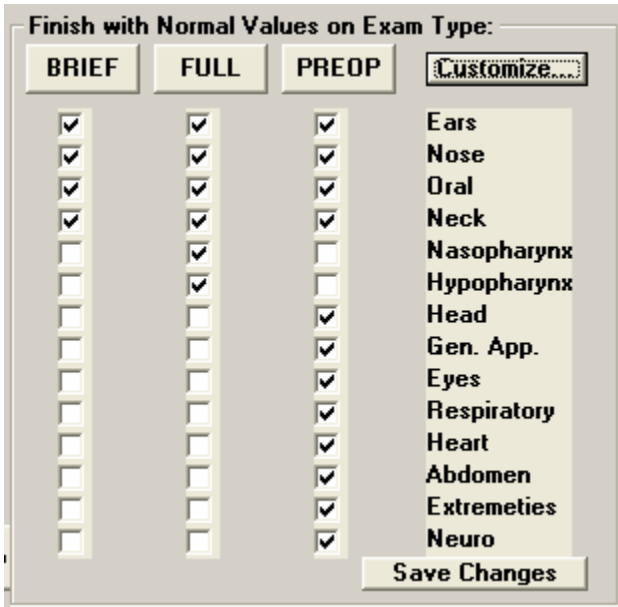 Finish with Normal Values on Exam Type:
BRIEF FULL PREOP Customize...
Ears
Nose
Oral
Neck
Nasopharynx
Hypopharynx
Head
Gen. App.
Eyes
Respiratory
Heart
Abdomen
Extremeties
Neuro
Save Changes